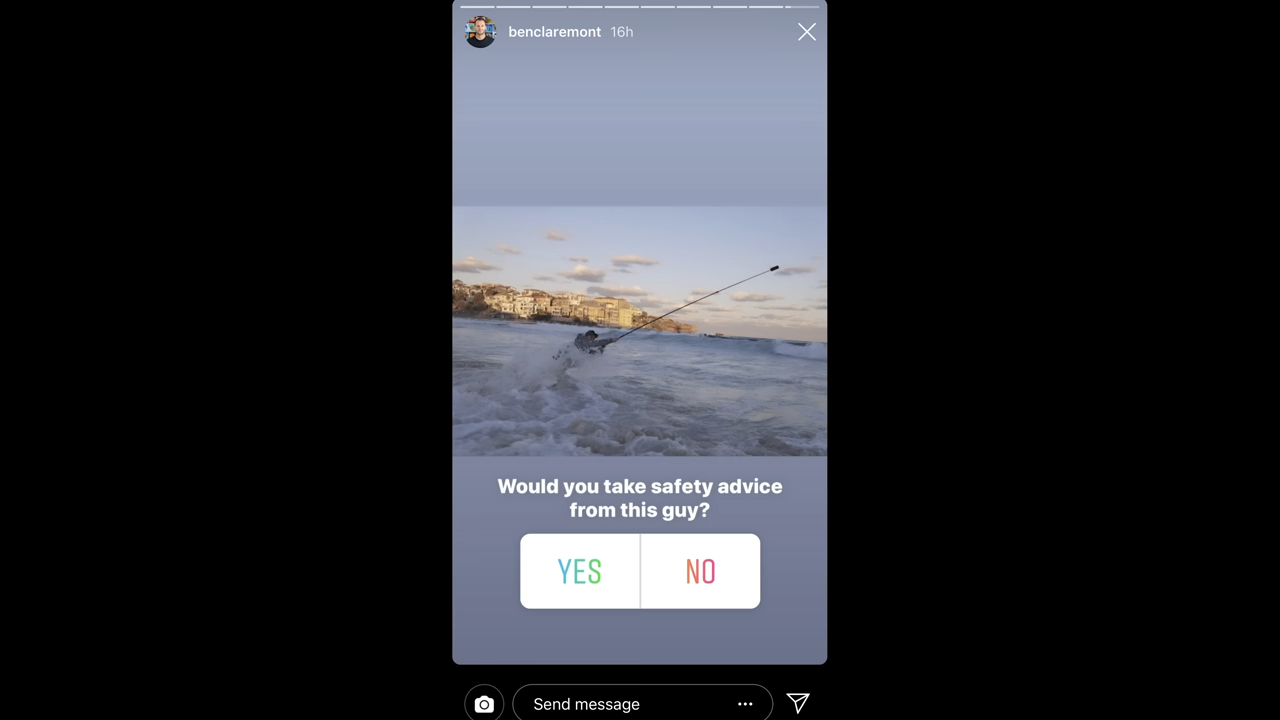 benclaremont 16h
Would you take safety advice
from this guy?
YES NO
Send message